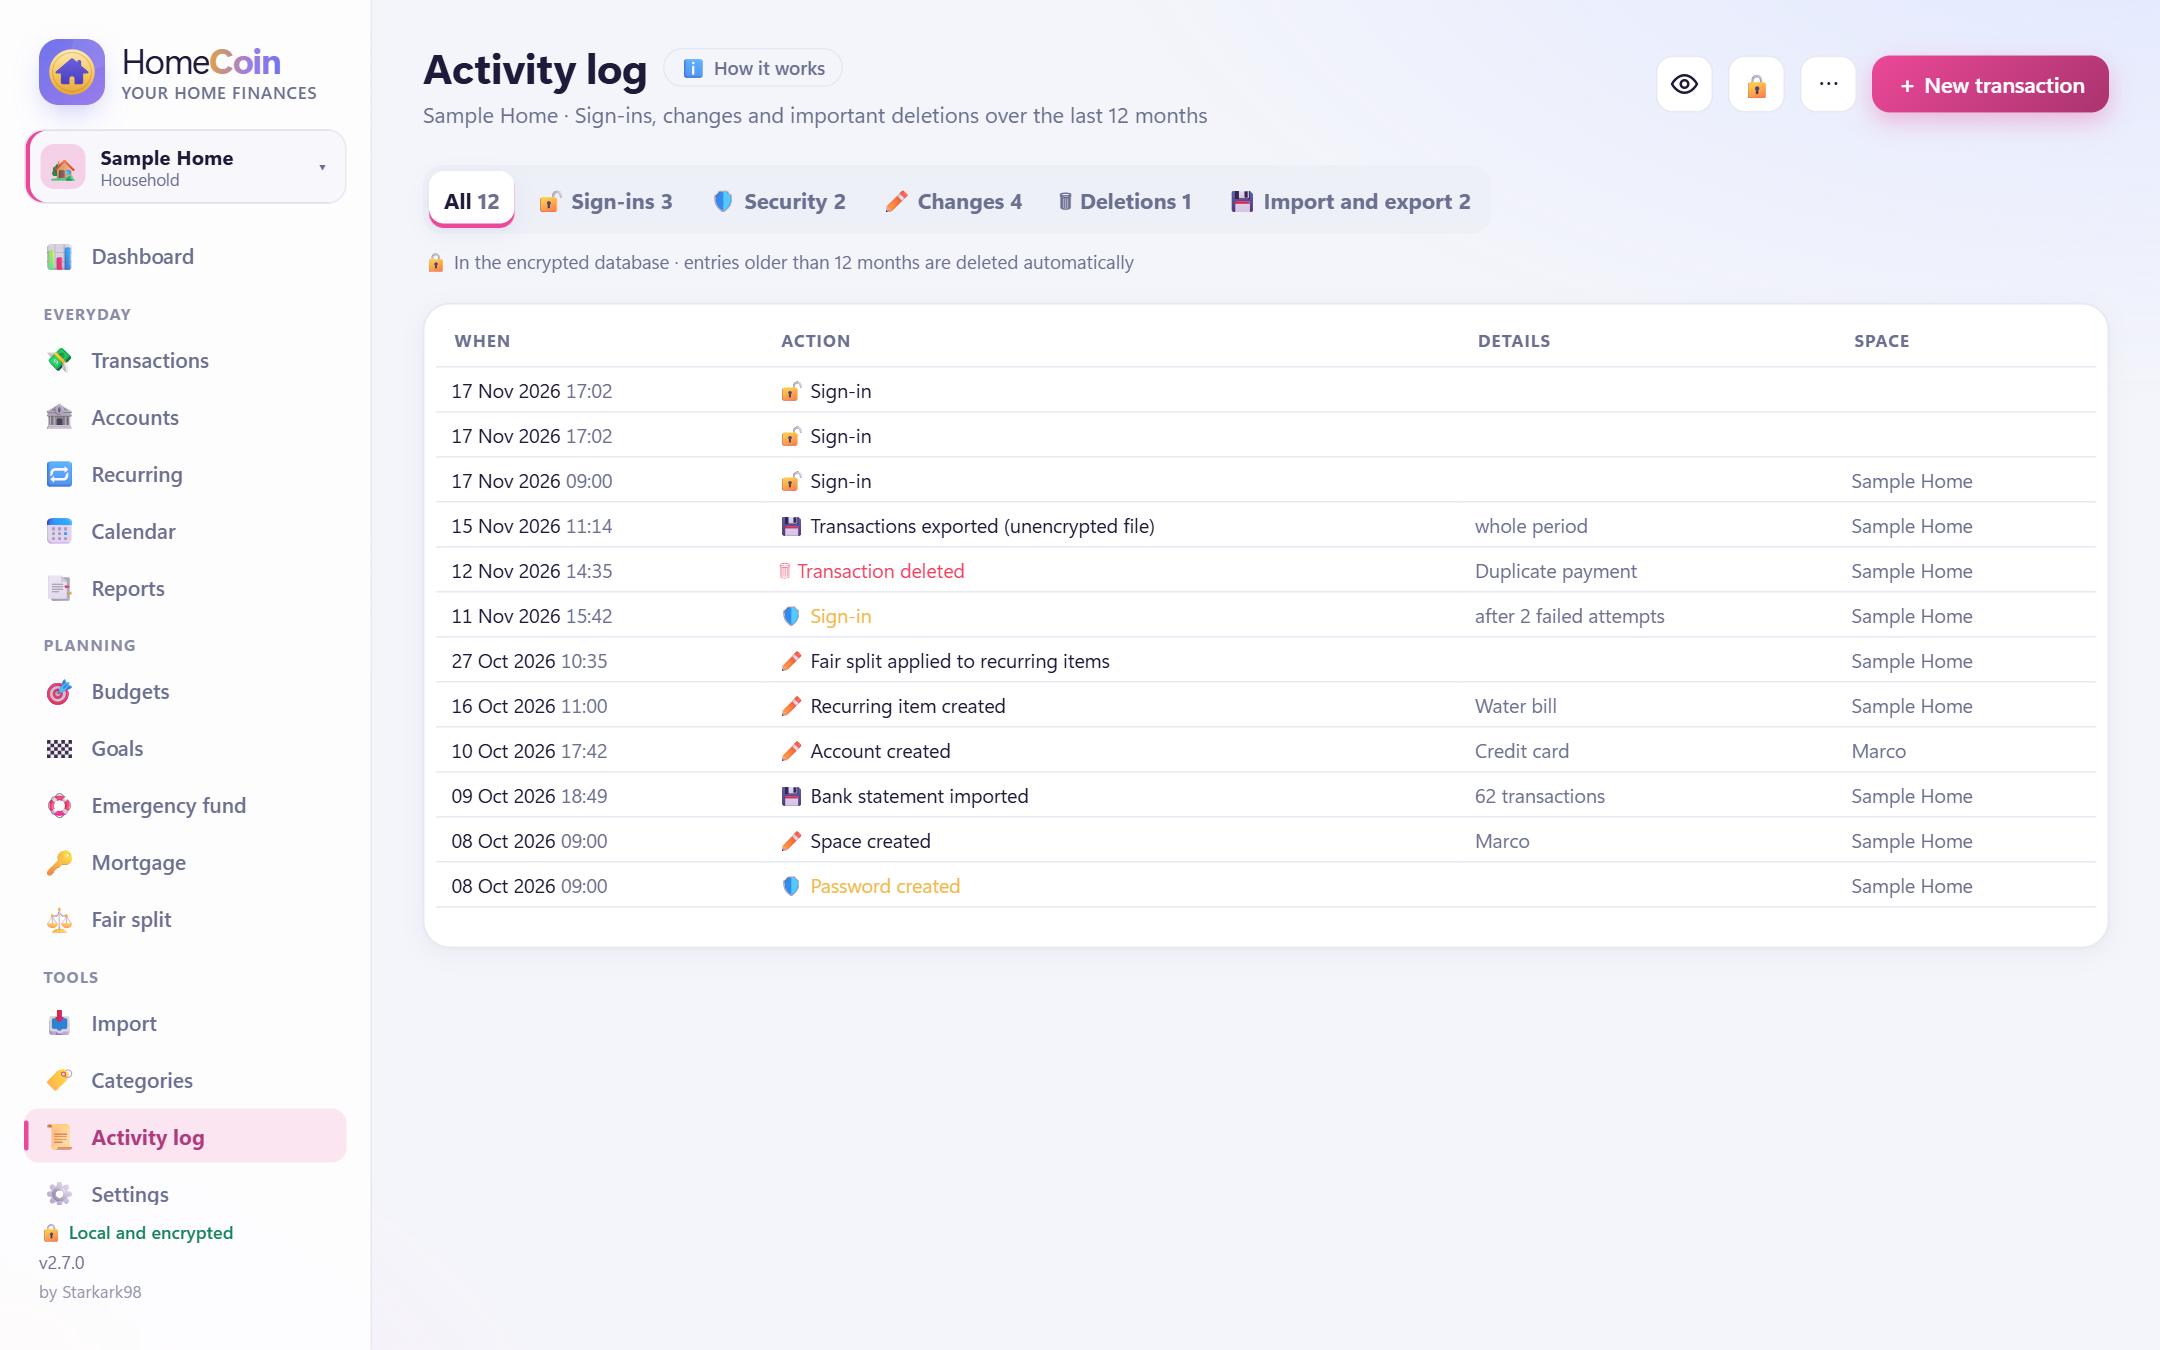 HomeCoin
YOUR HOME FINANCES
Sample Home
Household
Dashboard
EVERYDAY
Transactions
Accounts
Recurring
Calendar
Reports
PLANNING
Budgets
Goals
Emergency fund
Mortgage
Fair split
TOOLS
Import
Categories
Activity log
Settings
Local and encrypted
v2.7.0
by Starkark98
Activity log
How it works
Sample Home · Sign-ins, changes and important deletions over the last 12 months
+ New transaction
All 12 Sign-ins 3 Security 2 Changes 4 Deletions 1 Import and export 2
In the encrypted database · entries older than 12 months are deleted automatically
WHEN ACTION DETAILS SPACE
17 Nov 2026 17:02 Sign-in
17 Nov 2026 17:02 Sign-in
17 Nov 2026 09:00 Sign-in Sample Home
15 Nov 2026 11:14 Transactions exported (unencrypted file) whole period Sample Home
12 Nov 2026 14:35 Transaction deleted Duplicate payment Sample Home
11 Nov 2026 15:42 Sign-in after 2 failed attempts Sample Home
27 Oct 2026 10:35 Fair split applied to recurring items Sample Home
16 Oct 2026 11:00 Recurring item created Water bill Sample Home
10 Oct 2026 17:42 Account created Credit card Marco
09 Oct 2026 18:49 Bank statement imported 62 transactions Sample Home
08 Oct 2026 09:00 Space created Marco Sample Home
08 Oct 2026 09:00 Password created Sample Home